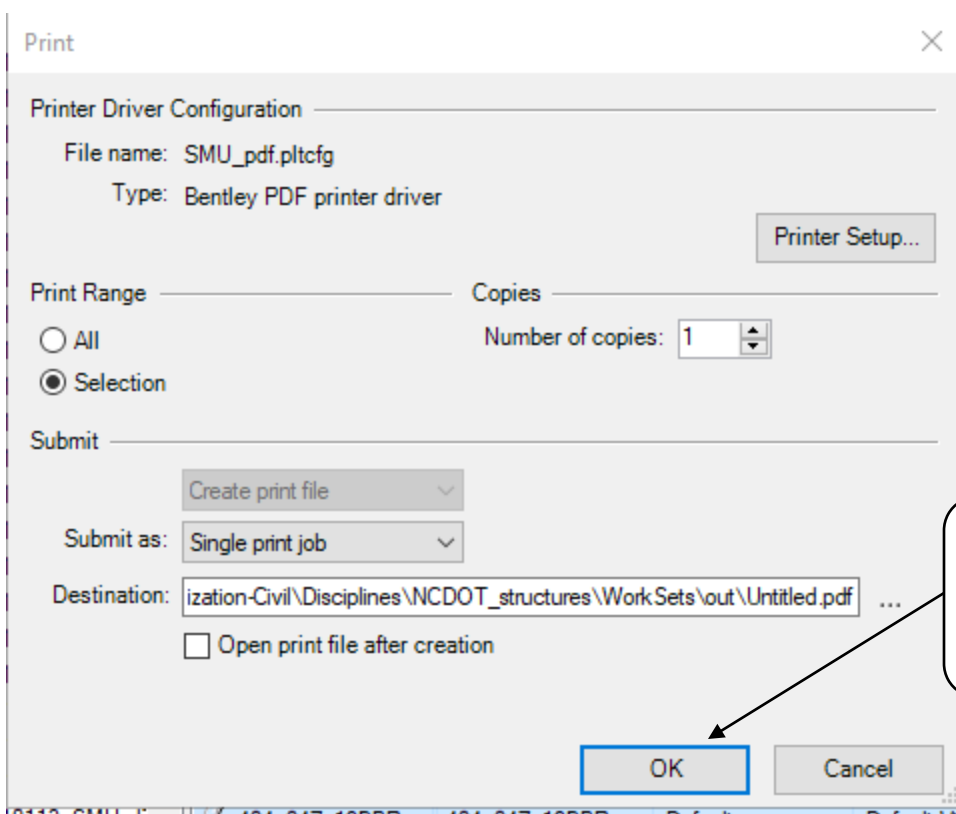 Print
Printer Driver Configuration
File name: SMU_pdf.pltcfg
Type: Bentley PDF printer driver
Printer Setup...
Print Range
Copies
All
Number of copies: 1
Selection
Submit
Create print file
Submit as: Single print job
Destination: ization-Civil\Disciplines\NCDOT_structures\WorkSets\out\Untitled.pdf ...
Open print file after creation
OK
Cancel